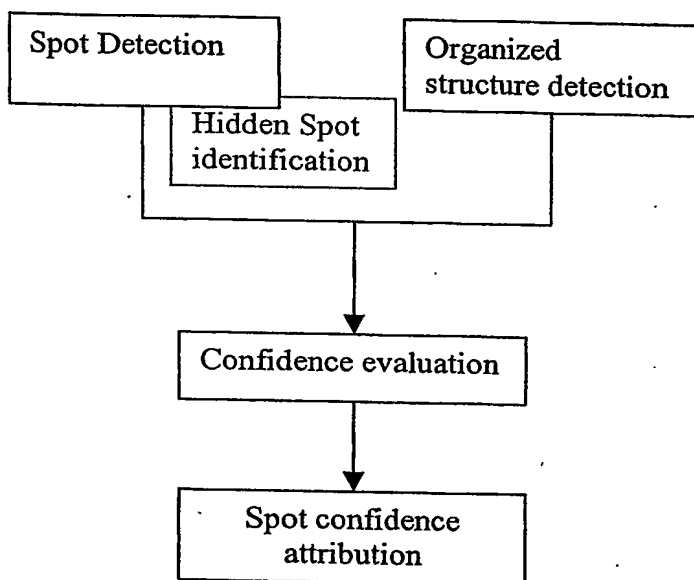 Spot Detection
Organized
structure detection
Hidden Spot
identification
Confidence evaluation
Spot confidence
attribution